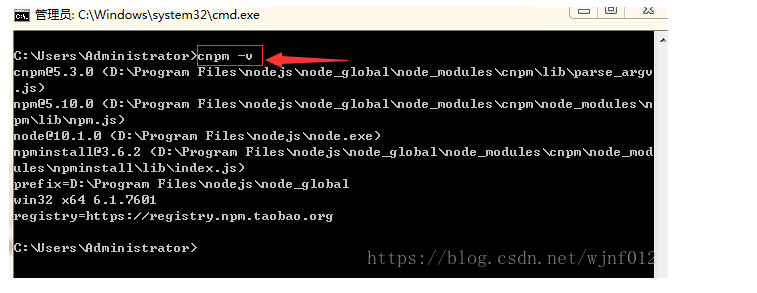 管理员: C:\Windows\system32\cmd.exe
C:\Users\Administrator>cnpm -v
cnpm@5.3.0 (D:\Program Files\nodejs\node_global\node_modules\cnpm\lib\parse_argv
.js)
npm@5.10.0 (D:\Program Files\nodejs\node_global\node_modules\cnpm\node_modules\n
pm\lib\npm.js)
node@10.1.0 (D:\Program Files\nodejs\node.exe)
npminstall@3.6.2 (D:\Program Files\nodejs\node_global\node_modules\cnpm\node_mod
ules\npminstall\lib\index.js)
prefix=D:\Program Files\nodejs\node_global
win32 x64 6.1.7601
registry=https://registry.npm.taobao.org
C:\Users\Administrator>
https://blog.csdn.net/wjnf012